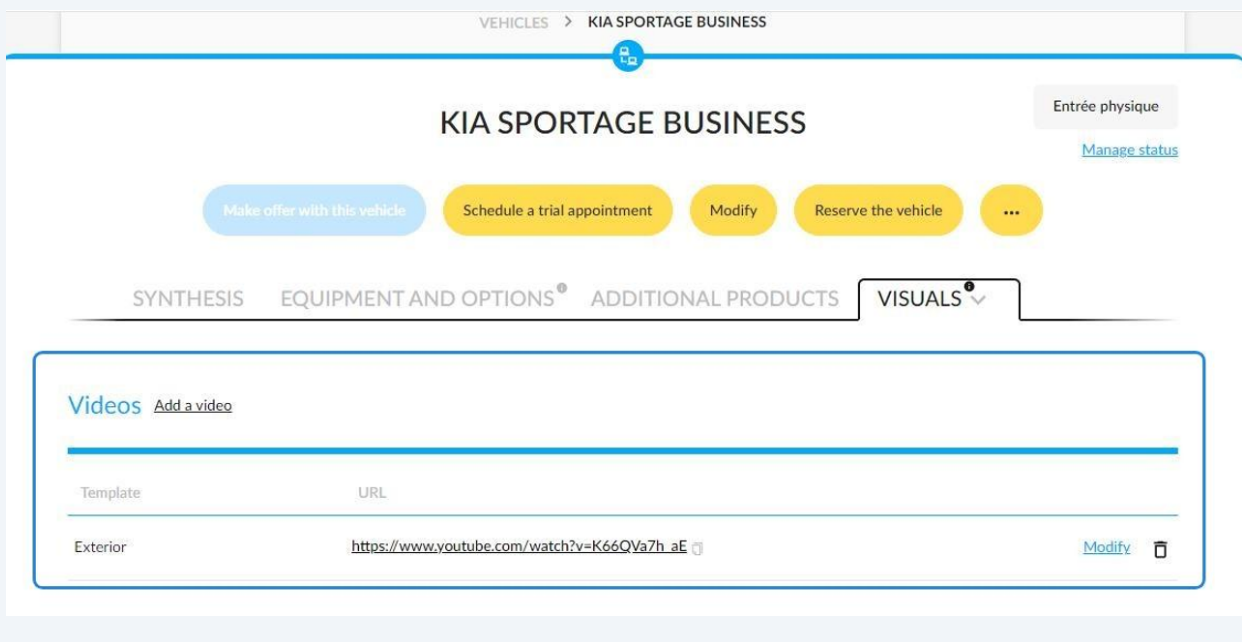 VEHICLES > KIA SPORTAGE BUSINESS
KIA SPORTAGE BUSINESS
Entrée physique
Manage status
Make offer with this vehicle
Schedule a trial appointment
Modify
Reserve the vehicle
...
SYNTHESIS
EQUIPMENT AND OPTIONS
ADDITIONAL PRODUCTS
VISUALS
Videos Add a video
Template URL
Exterior https://www.youtube.com/watch?v=K66QVa7h_aE Modify